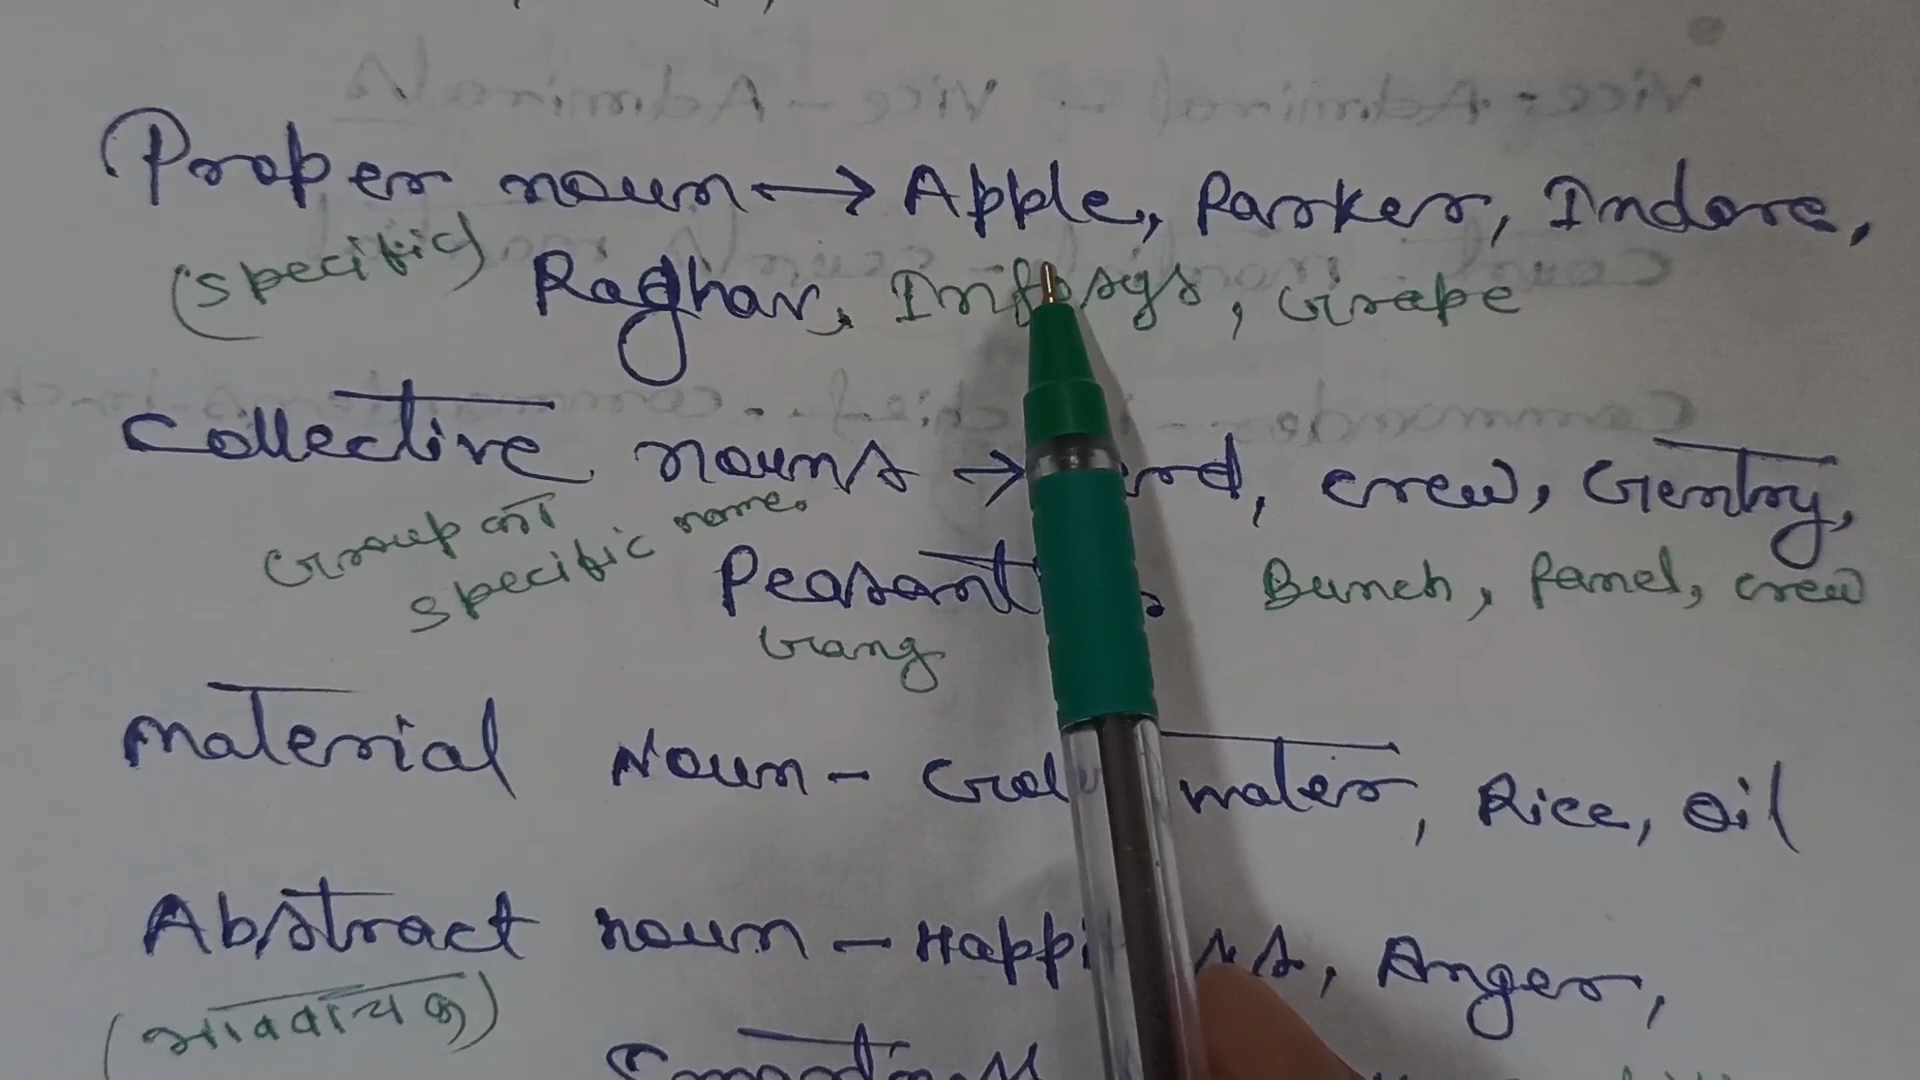 Proper noun → Apple, Parker, Indore,
(specific) Raghav, Infosys, Grape
Collective nouns → crew, Gentry,
Group का specific name.
Peasant Bunch, Panel, crew
Gang
Material Noun - water, Rice, Oil
Abstract noun - Anger,
(भाववाचक)